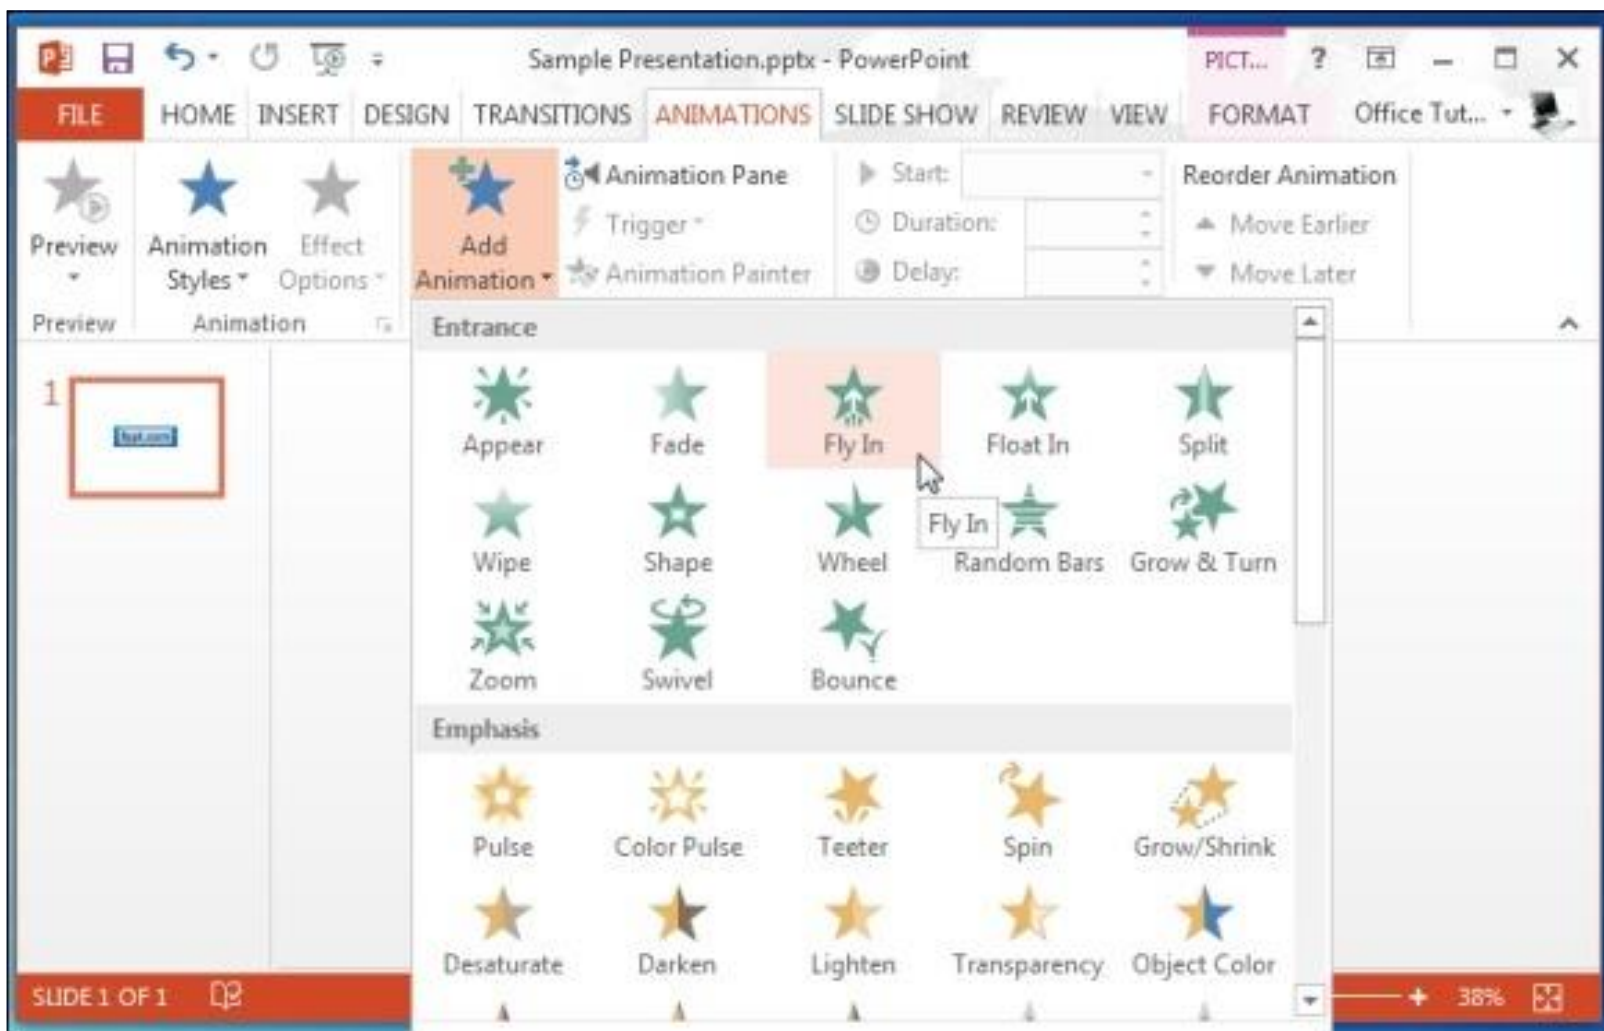 Sample Presentation.pptx - PowerPoint
PICT...
?
FILE HOME INSERT DESIGN TRANSITIONS ANIMATIONS SLIDE SHOW REVIEW VIEW FORMAT Office Tut...
Preview
Animation
Styles
Effect
Options
Add
Animation
Animation Pane
Trigger
Animation Painter
Start:
Duration:
Delay:
Reorder Animation
Move Earlier
Move Later
Preview
Animation
1
Entrance
Appear Fade Fly In Float In Split
Fly In
Wipe Shape Wheel Random Bars Grow & Turn
Zoom Swivel Bounce
Emphasis
Pulse Color Pulse Teeter Spin Grow/Shrink
Desaturate Darken Lighten Transparency Object Color
SLIDE 1 OF 1
38%